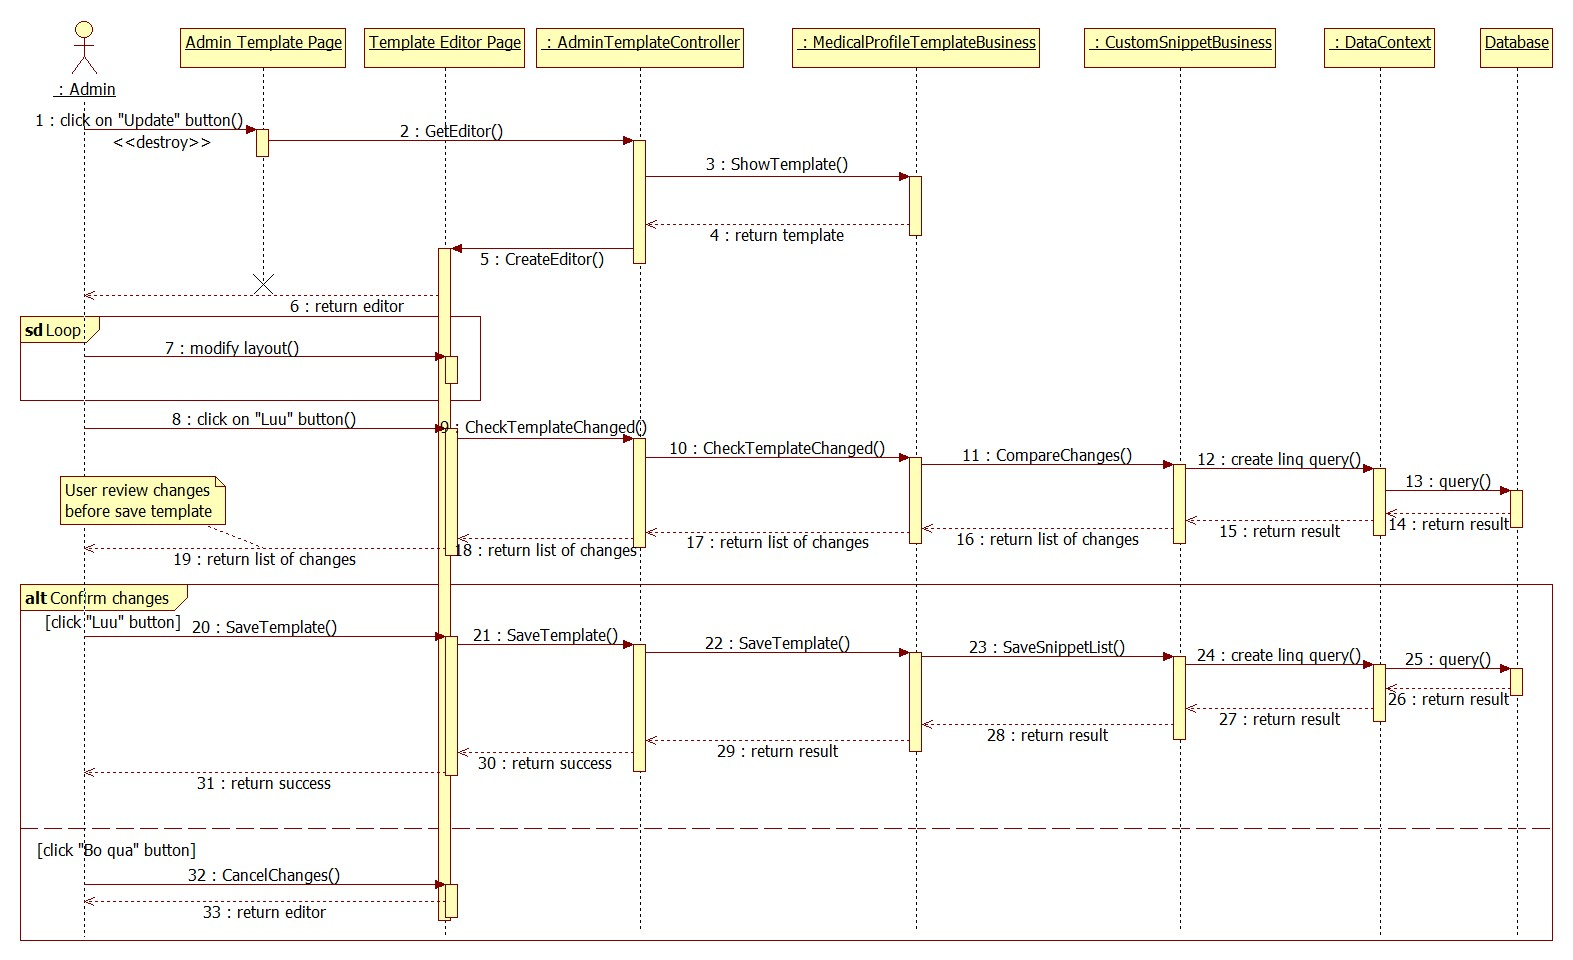 Admin Template Page
Template Editor Page
: AdminTemplateController
: MedicalProfileTemplateBusiness
: CustomSnippetBusiness
: DataContext
Database
: Admin
1 : click on "Update" button()
<<destroy>>
2 : GetEditor()
3 : ShowTemplate()
4 : return template
5 : CreateEditor()
6 : return editor
sd Loop
7 : modify layout()
8 : click on "Luu" button()
9 : CheckTemplateChanged()
10 : CheckTemplateChanged()
11 : CompareChanges()
12 : create linq query()
13 : query()
User review changes
before save template
14 : return result
15 : return result
16 : return list of changes
17 : return list of changes
18 : return list of changes
19 : return list of changes
alt Confirm changes
[click "Luu" button]
20 : SaveTemplate()
21 : SaveTemplate()
22 : SaveTemplate()
23 : SaveSnippetList()
24 : create linq query()
25 : query()
26 : return result
27 : return result
28 : return result
29 : return result
30 : return success
31 : return success
[click "Bo qua" button]
32 : CancelChanges()
33 : return editor